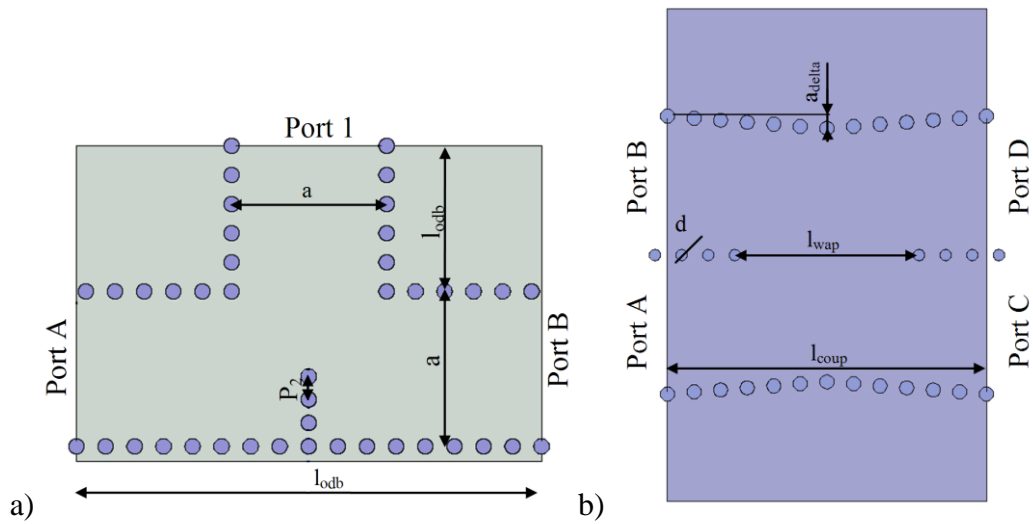 Port 1
a
l_odb
Port A
Port B
a
P_2
l_odb
a)
a_delta
Port B
Port D
d
l_wap
Port A
Port C
l_coup
b)